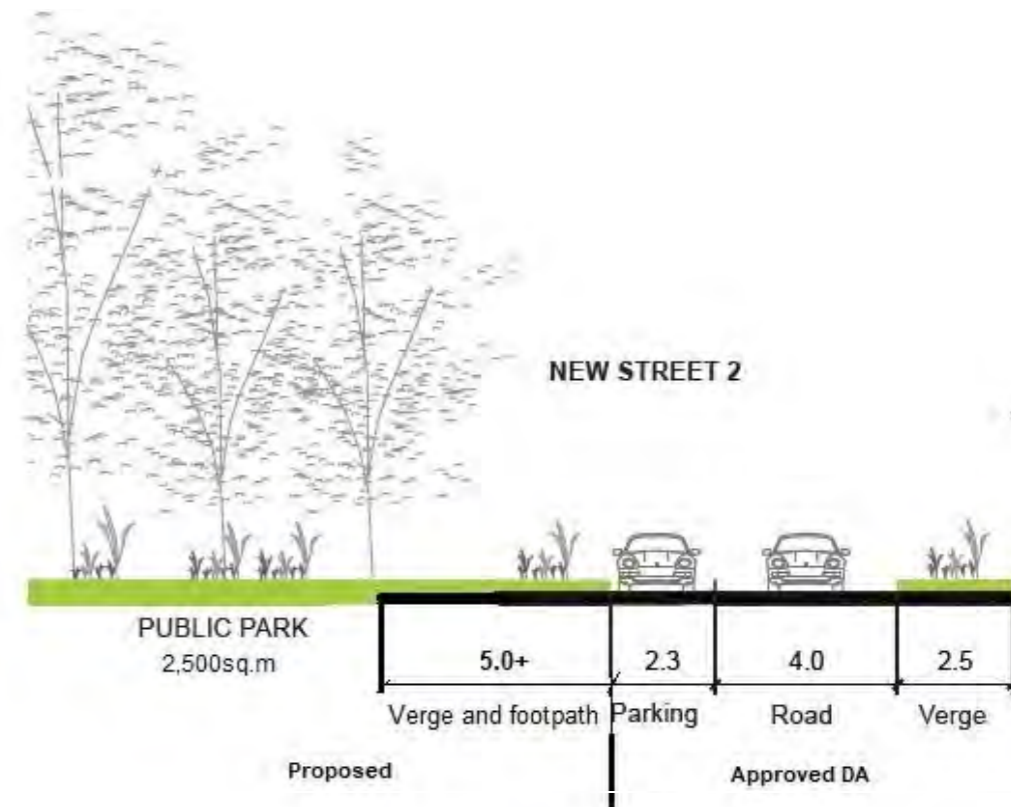 NEW STREET 2
PUBLIC PARK
2,500sq.m
5.0+ 2.3 4.0 2.5
Verge and footpath Parking Road Verge
Proposed Approved DA